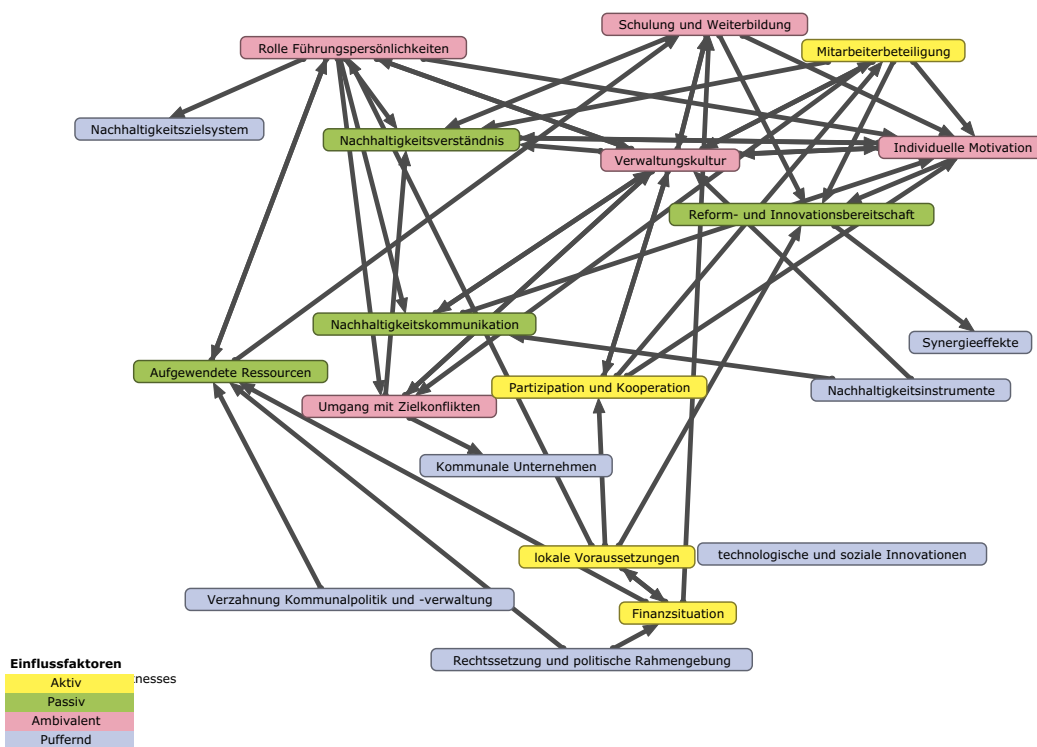 Schulung und Weiterbildung
Rolle Führungspersönlichkeiten
Mitarbeiterbeteiligung
Nachhaltigkeitszielsystem
Nachhaltigkeitsverständnis
Individuelle Motivation
Verwaltungskultur
Reform- und Innovationsbereitschaft
Nachhaltigkeitskommunikation
Synergieeffekte
Aufgewendete Ressourcen
Partizipation und Kooperation
Nachhaltigkeitsinstrumente
Umgang mit Zielkonflikten
Kommunale Unternehmen
lokale Voraussetzungen
technologische und soziale Innovationen
Verzahnung Kommunalpolitik und -verwaltung
Finanzsituation
Rechtssetzung und politische Rahmengebung
Einflussfaktoren
Aktiv
Passiv
Ambivalent
Puffernd